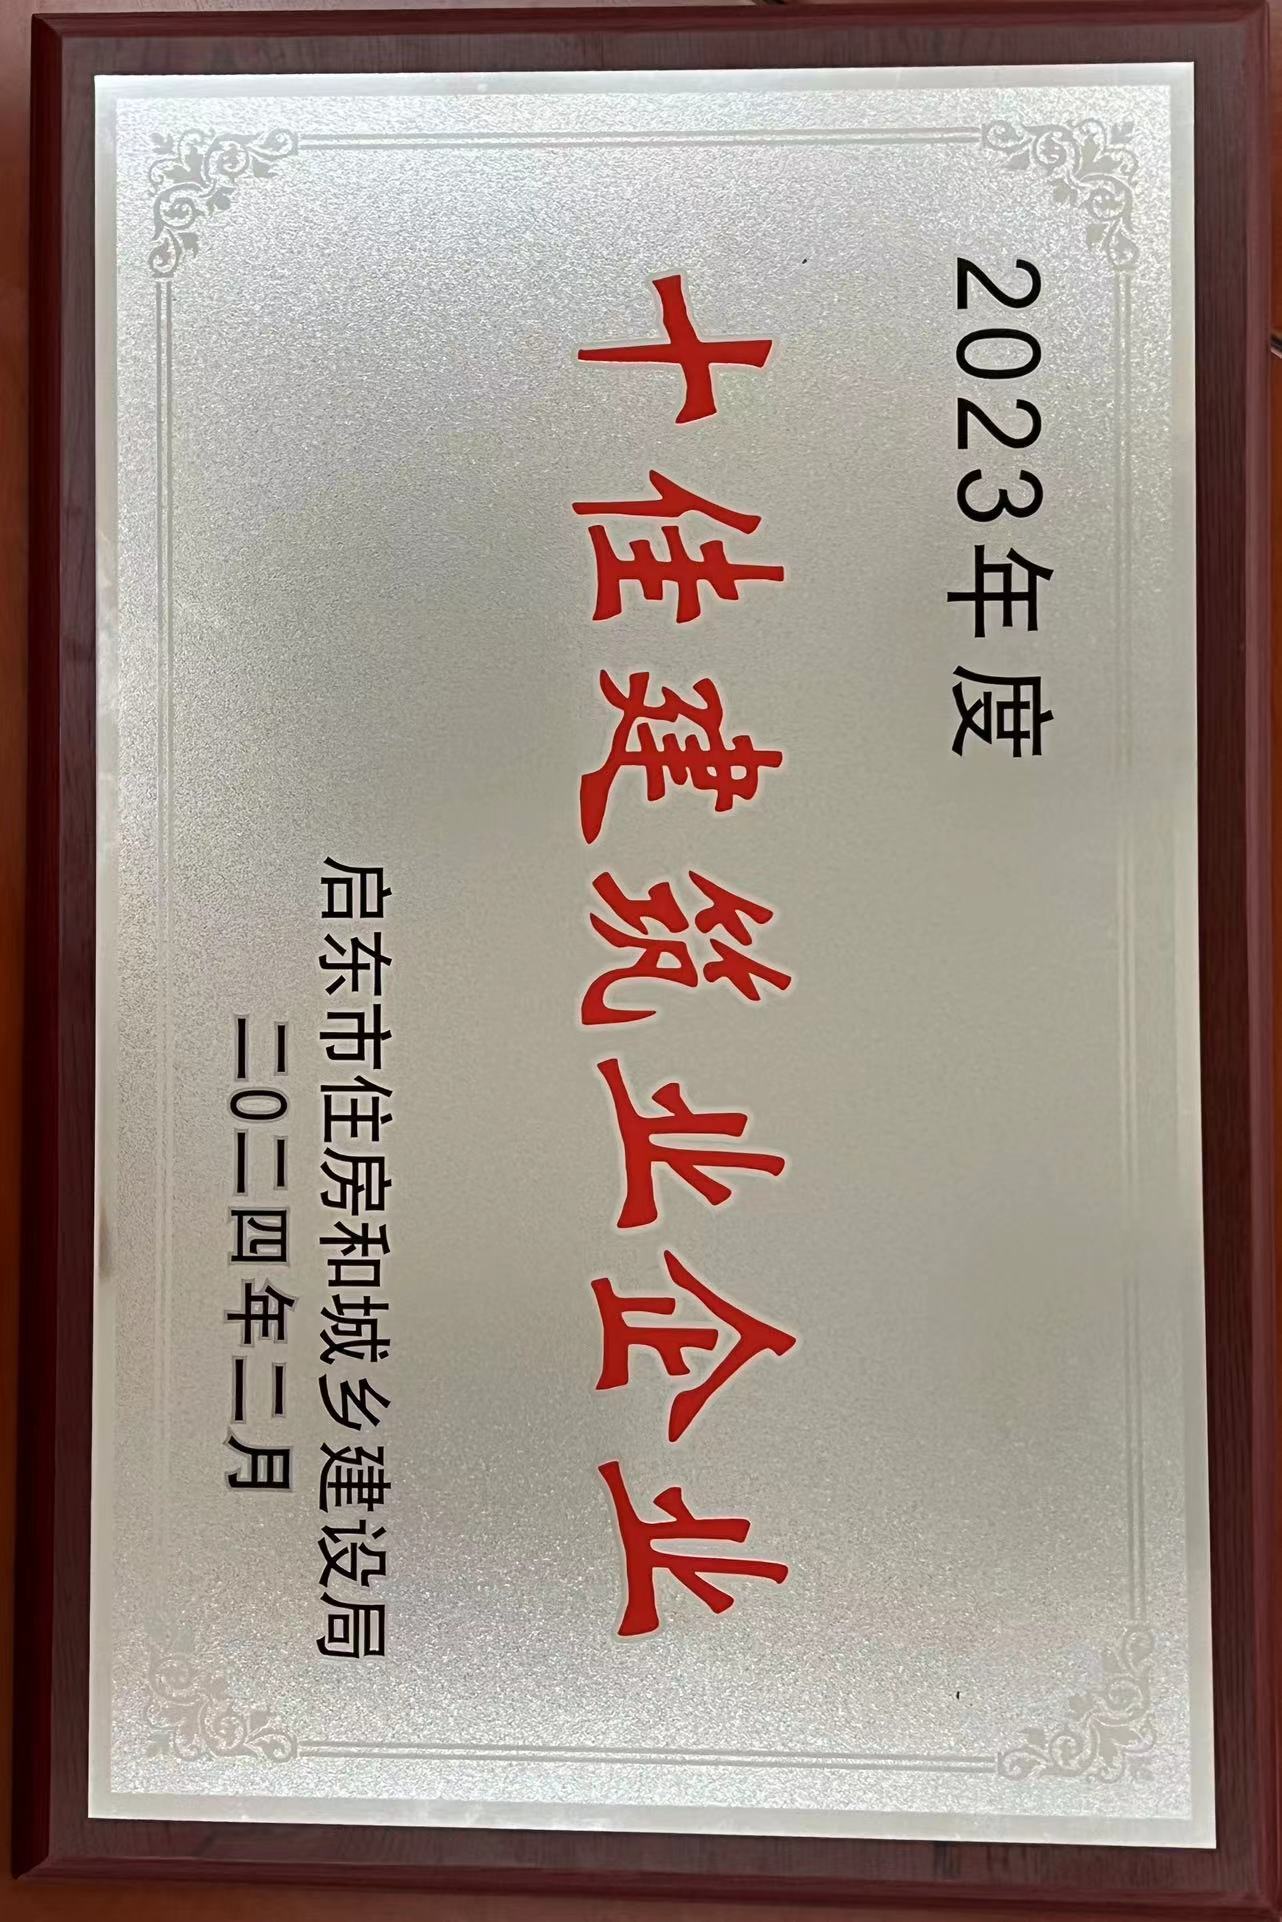 2023年度
十佳建筑业企业
启东市住房和城乡建设局
二0二四年二月